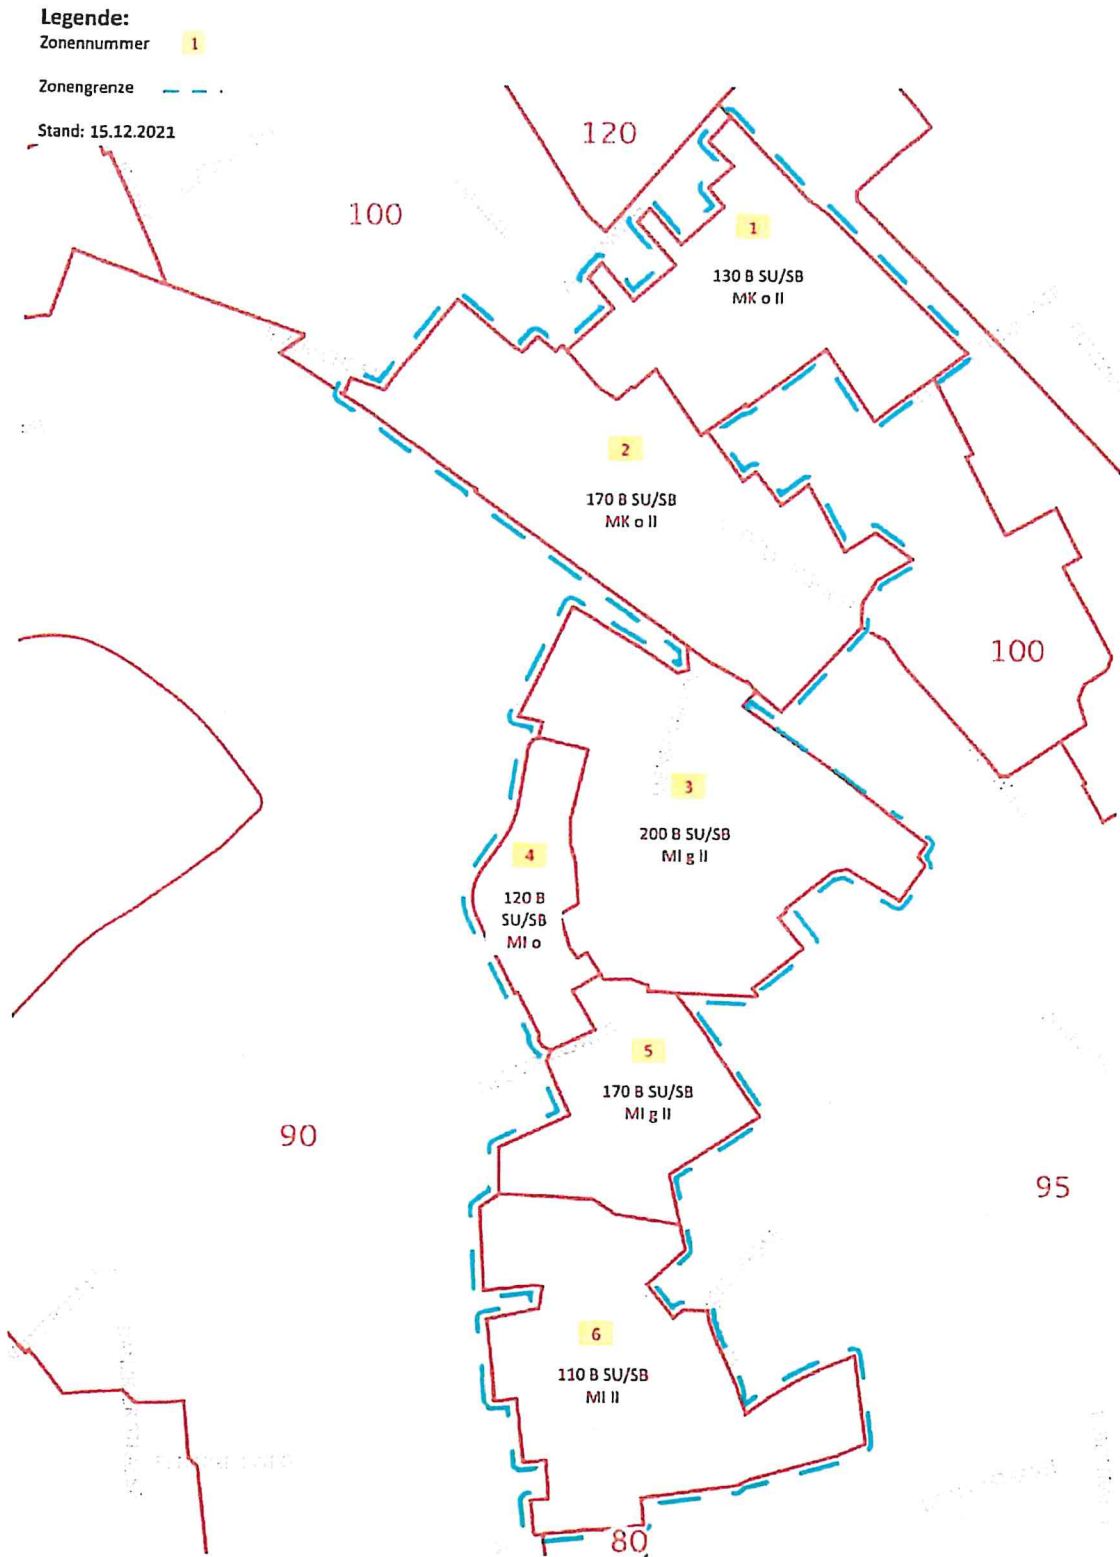 Legende:
Zonennummer 1
Zonengrenze
Stand: 15.12.2021
120
100
1
130 B SU/SB
MK o II
2
170 B SU/SB
MK o II
100
3
200 B SU/SB
MI g II
4
120 B
SU/SB
MI o
5
170 B SU/SB
MI g II
90
95
6
110 B SU/SB
MI II
80